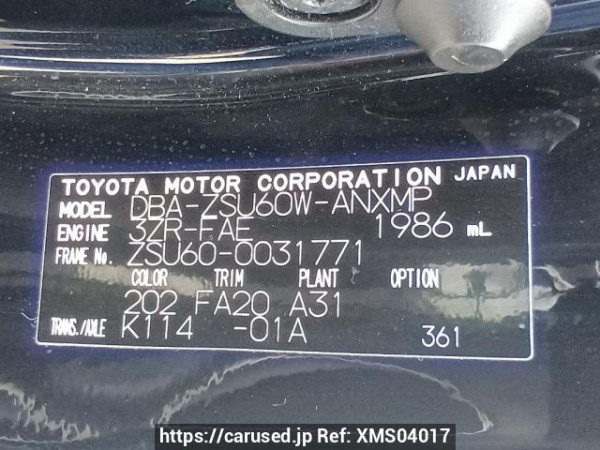 TOYOTA MOTOR CORPORATION JAPAN
MODEL DBA-ZSU60W-ANXMP
ENGINE 3ZR-FAE 1986 mL
FRAME No. ZSU60-0031771
COLOR TRIM PLANT OPTION
202 FA20 A31
TRNS./AXLE K114 -01A 361
https://carused.jp Ref: XMS04017